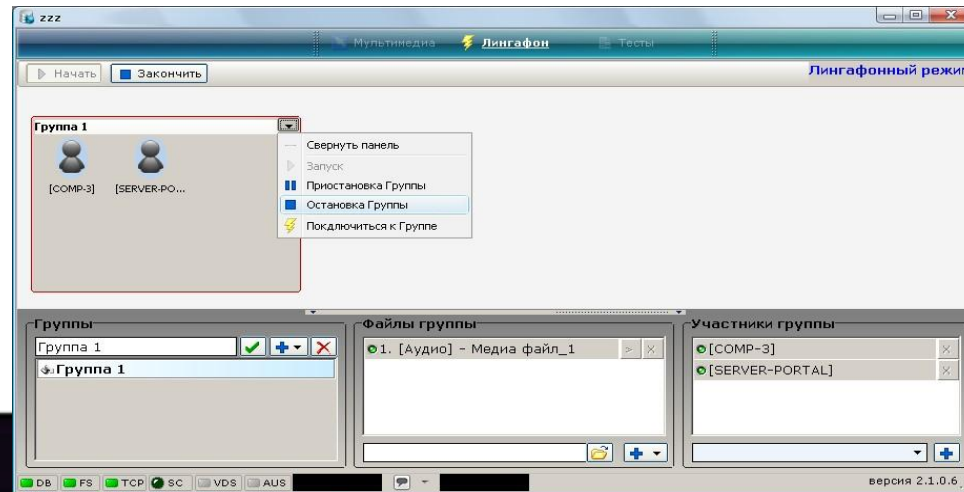 zzz
Мультимедиа Лингафон Тесты
Начать Закончить
Лингафонный режим
Группа 1
[COMP-3] [SERVER-PO...
Свернуть панель
Запуск
Приостановка Группы
Остановка Группы
Покдлючиться к Группе
Группы
Группа 1
Группа 1
Файлы группы
1. [Аудио] - Медиа файл_1
Участники группы
[COMP-3]
[SERVER-PORTAL]
DB FS TCP SC VDS AUS
версия 2.1.0.6